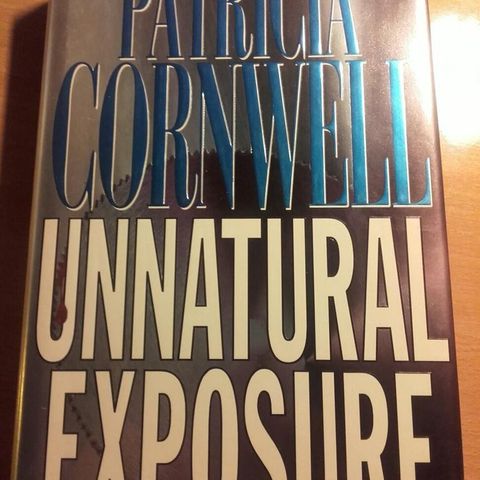 PATRICIA
CORNWELL
UNNATURAL
EXPOSURE